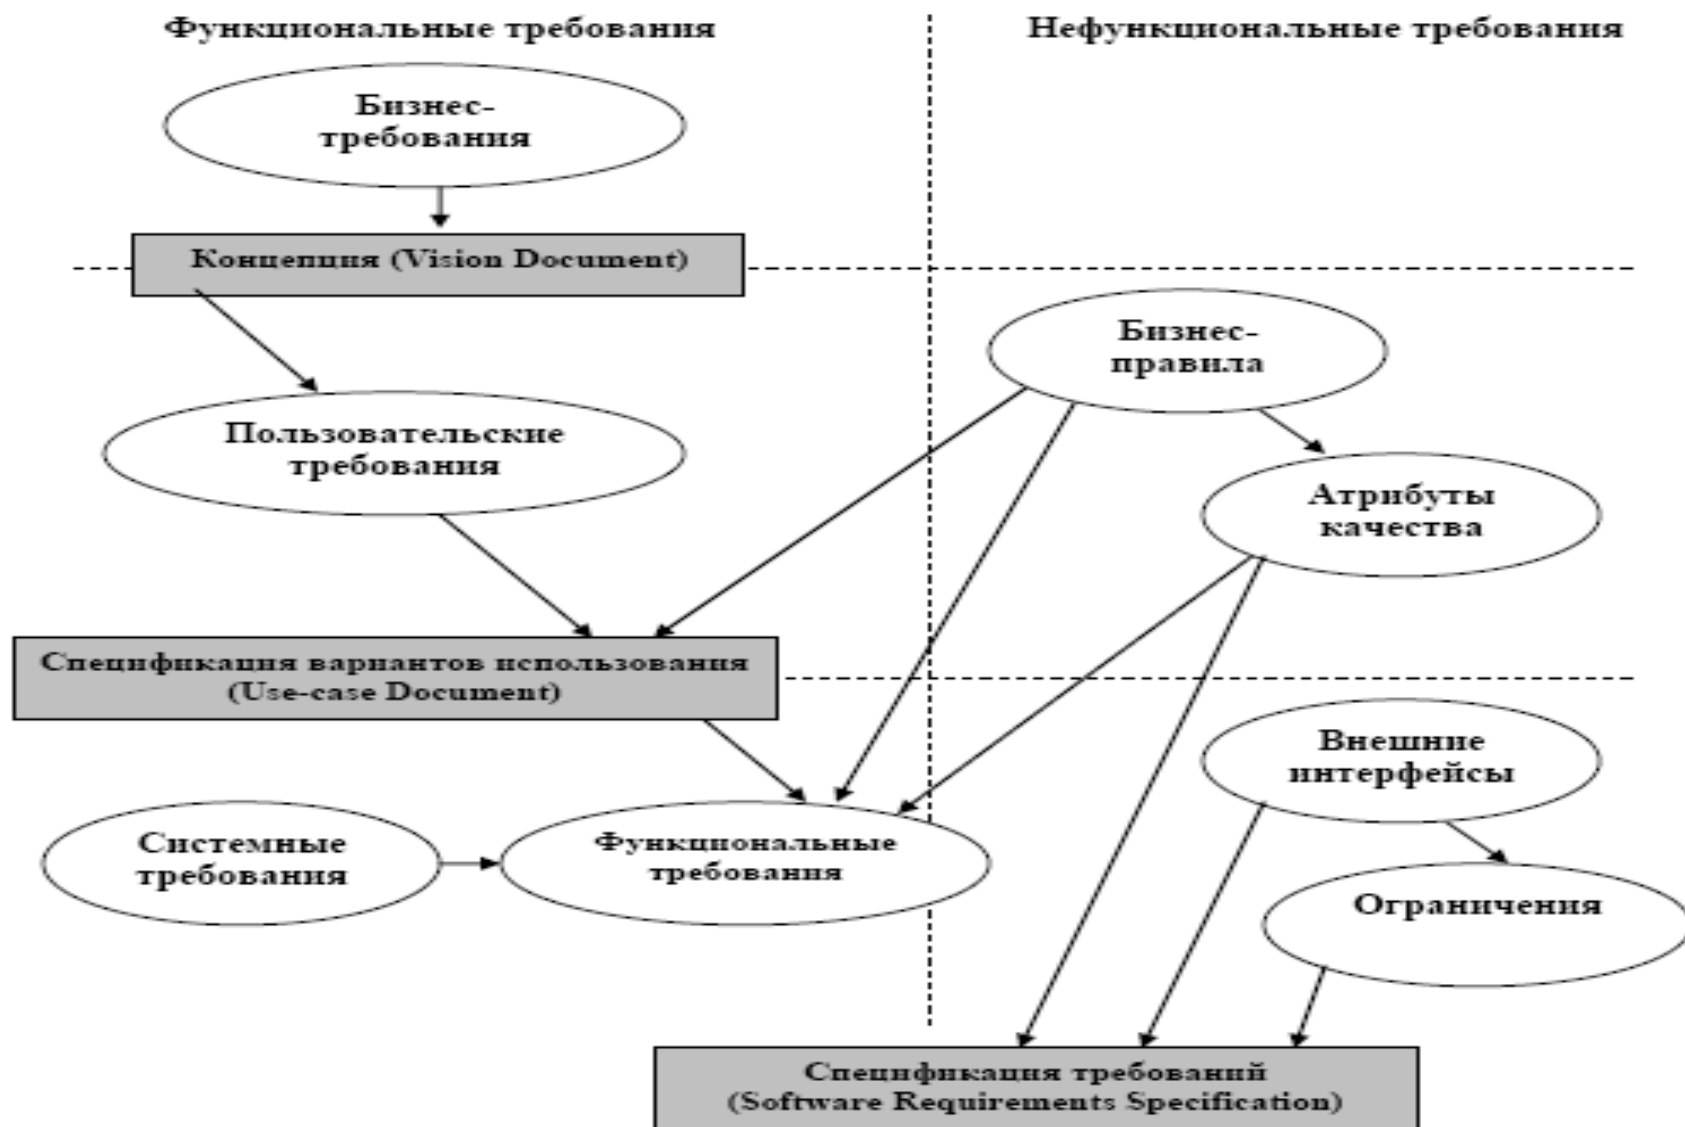 Функциональные требования
Нефункциональные требования
Бизнес-
требования
Концепция (Vision Document)
Бизнес-
правила
Пользовательские
требования
Атрибуты
качества
Спецификация вариантов использования
(Use-case Document)
Внешние
интерфейсы
Системные
требования
Функциональные
требования
Ограничения
Спецификация требований
(Software Requirements Specification)